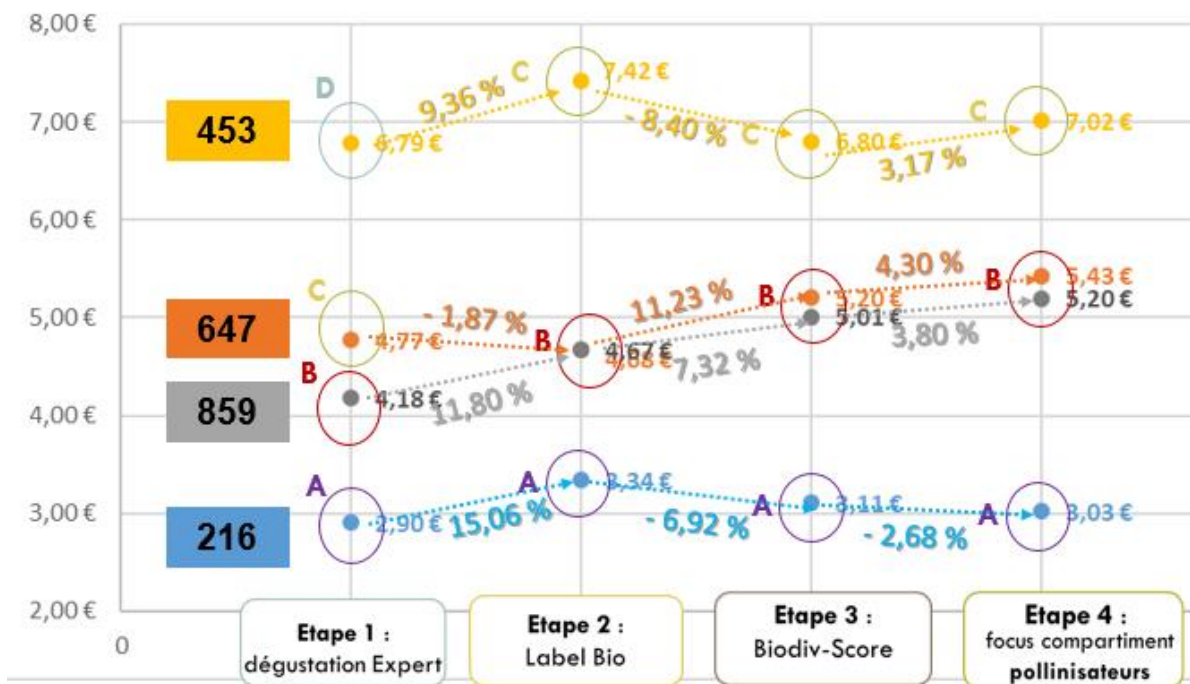 8,00 €
7,42 €
C
D
9,36 %
- 8,40 %
C
7,00 €
453
6,79 €
C
6,80 €
7,02 €
3,17 %
6,00 €
4,30 %
C
11,23 %
B
B
5,43 €
5,20 €
5,20 €
5,00 €
647
- 1,87 %
4,77 €
B
4,67 €
4,68 €
5,01 €
3,80 %
7,32 %
B
859
4,18 €
11,80 %
4,00 €
A
A
3,34 €
3,00 €
216
2,90 €
15,06 %
A
3,11 €
- 6,92 %
A
3,03 €
- 2,68 %
2,00 €
0
Etape 1 :
dégustation Expert
Etape 2 :
Label Bio
Etape 3 :
Biodiv-Score
Etape 4 :
focus compartiment
pollinisateurs